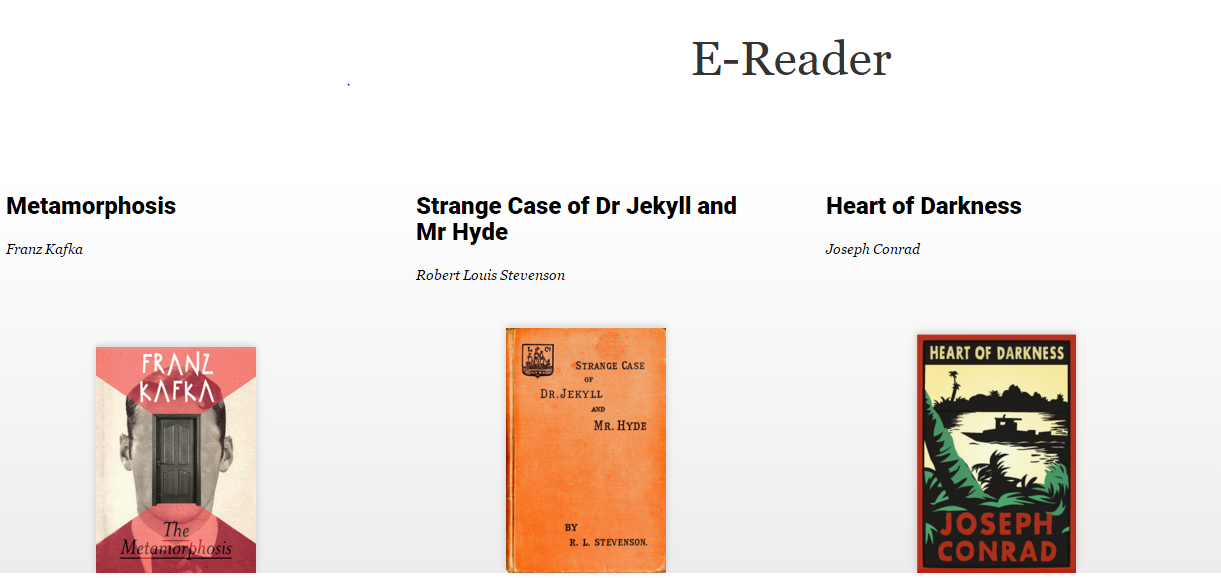 E-Reader
Metamorphosis
Franz Kafka
FRANZ
KAFKA
The
Metamorphosis
Strange Case of Dr Jekyll and
Mr Hyde
Robert Louis Stevenson
STRANGE CASE
OF
DR. JEKYLL
AND
MR. HYDE
BY
R. L. STEVENSON.
Heart of Darkness
Joseph Conrad
HEART OF DARKNESS
JOSEPH
CONRAD